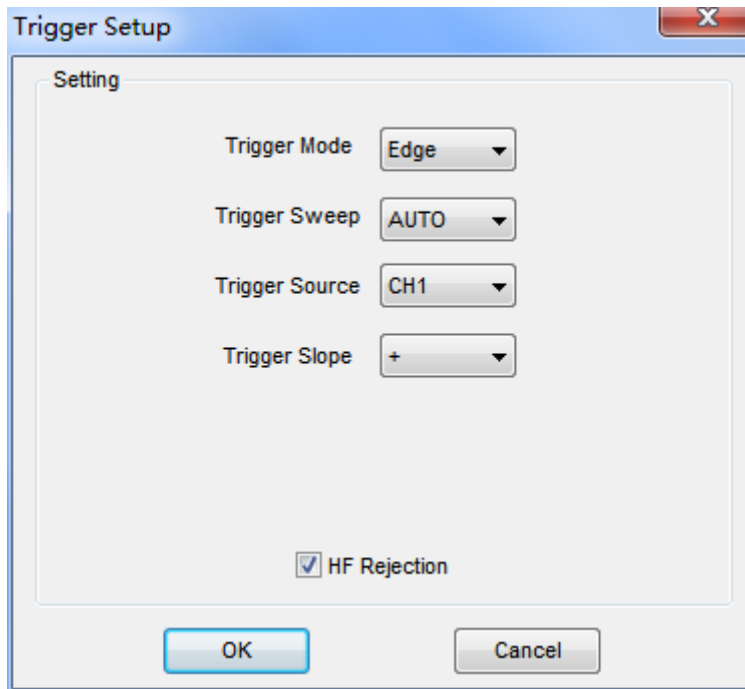 Trigger Setup
X
Setting
Trigger Mode Edge
Trigger Sweep AUTO
Trigger Source CH1
Trigger Slope +
HF Rejection
OK Cancel